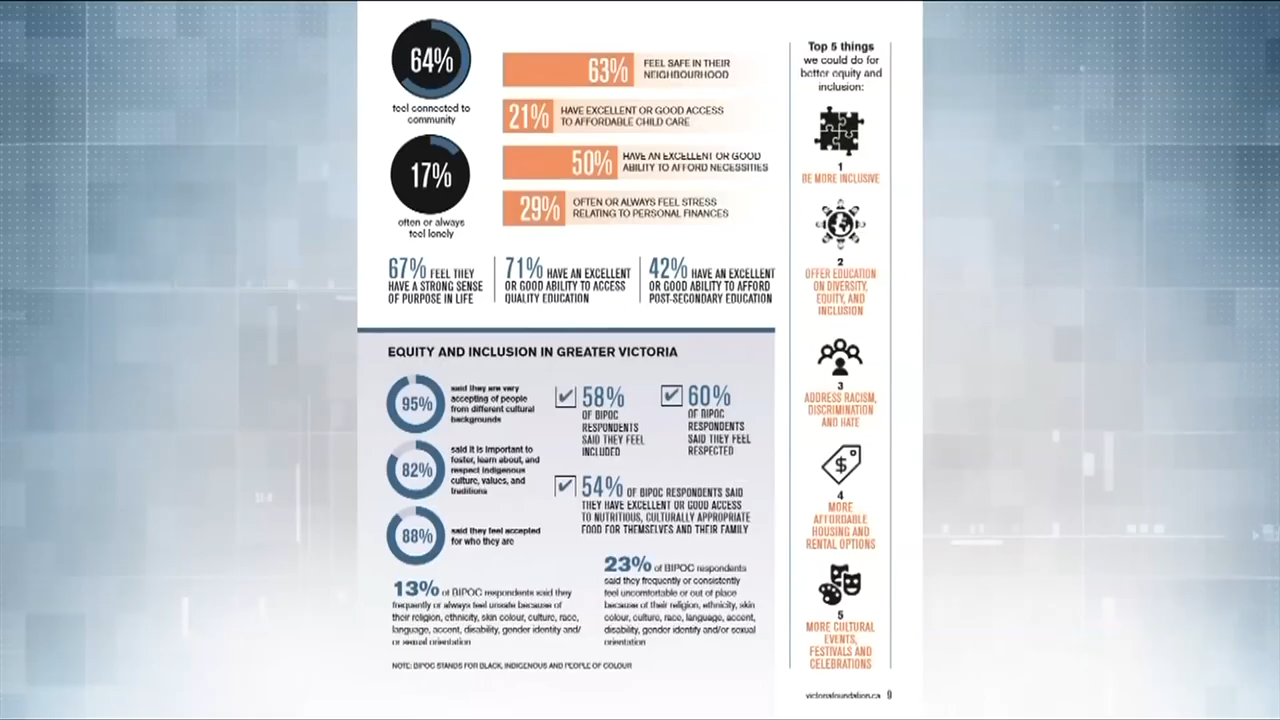 64%
feel connected to
community
17%
often or always
feel lonely
63%
FEEL SAFE IN THEIR
NEIGHBOURHOOD
21%
HAVE EXCELLENT OR GOOD ACCESS
TO AFFORDABLE CHILD CARE
50%
HAVE AN EXCELLENT OR GOOD
ABILITY TO AFFORD NECESSITIES
29%
OFTEN OR ALWAYS FEEL STRESS
RELATING TO PERSONAL FINANCES
67% FEEL THEY
HAVE A STRONG SENSE
OF PURPOSE IN LIFE
71% HAVE AN EXCELLENT
OR GOOD ABILITY TO ACCESS
QUALITY EDUCATION
42% HAVE AN EXCELLENT
OR GOOD ABILITY TO AFFORD
POST-SECONDARY EDUCATION
EQUITY AND INCLUSION IN GREATER VICTORIA
95%
said they are very
accepting of people
from different cultural
backgrounds
82%
said it is important to
foster, learn about, and
respect Indigenous
culture, values, and
traditions
88%
said they feel accepted
for who they are
58%
OF BIPOC
RESPONDENTS
SAID THEY FEEL
INCLUDED
60%
OF BIPOC
RESPONDENTS
SAID THEY FEEL
RESPECTED
54% OF BIPOC RESPONDENTS SAID
THEY HAVE EXCELLENT OR GOOD ACCESS
TO NUTRITIOUS, CULTURALLY APPROPRIATE
FOOD FOR THEMSELVES AND THEIR FAMILY
13% of BIPOC respondents said they
frequently or always feel unsafe because of
their religion, ethnicity, skin colour, culture, race,
language, accent, disability, gender identity and/
or sexual orientation
23% of BIPOC respondents
said they frequently or consistently
feel uncomfortable or out of place
because of their religion, ethnicity, skin
colour, culture, race, language, accent,
disability, gender identify and/or sexual
orientation
NOTE: BIPOC STANDS FOR BLACK, INDIGENOUS AND PEOPLE OF COLOUR
Top 5 things
we could do for
better equity and
inclusion:
1
BE MORE INCLUSIVE
2
OFFER EDUCATION
ON DIVERSITY,
EQUITY, AND
INCLUSION
3
ADDRESS RACISM,
DISCRIMINATION
AND HATE
$
4
MORE
AFFORDABLE
HOUSING AND
RENTAL OPTIONS
5
MORE CULTURAL
EVENTS,
FESTIVALS AND
CELEBRATIONS
victoriafoundation.ca 9